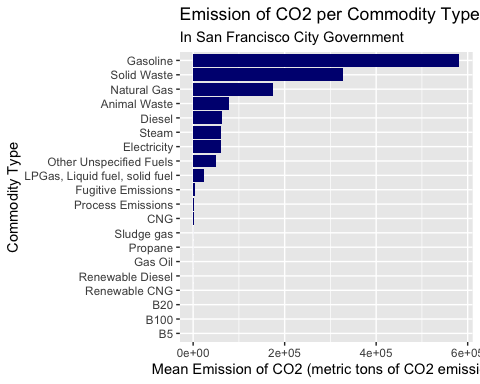 Emission of CO2 per Commodity Type
In San Francisco City Government
Commodity Type
Gasoline
Solid Waste
Natural Gas
Animal Waste
Diesel
Steam
Electricity
Other Unspecified Fuels
LPGas, Liquid fuel, solid fuel
Fugitive Emissions
Process Emissions
CNG
Sludge gas
Propane
Gas Oil
Renewable Diesel
Renewable CNG
B20
B100
B5
0e+00 2e+05 4e+05 6e+0
Mean Emission of CO2 (metric tons of CO2 emissi